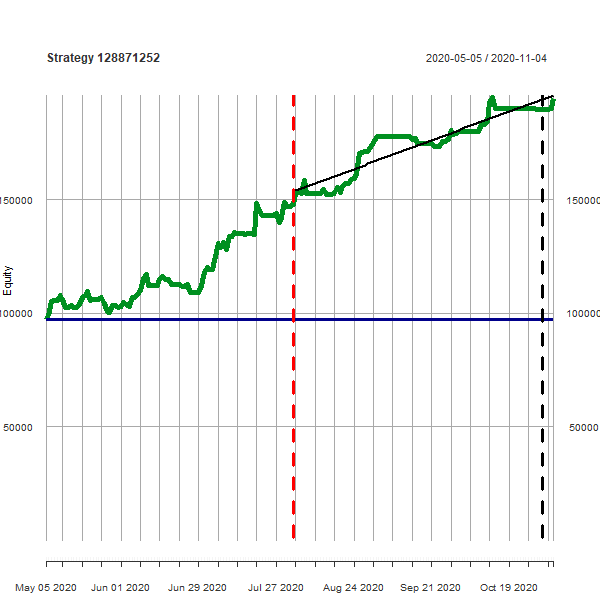 Strategy 128871252
2020-05-05 / 2020-11-04
150000
150000
Equity
100000
100000
50000
50000
May 05 2020
Jun 01 2020
Jun 29 2020
Jul 27 2020
Aug 24 2020
Sep 21 2020
Oct 19 2020